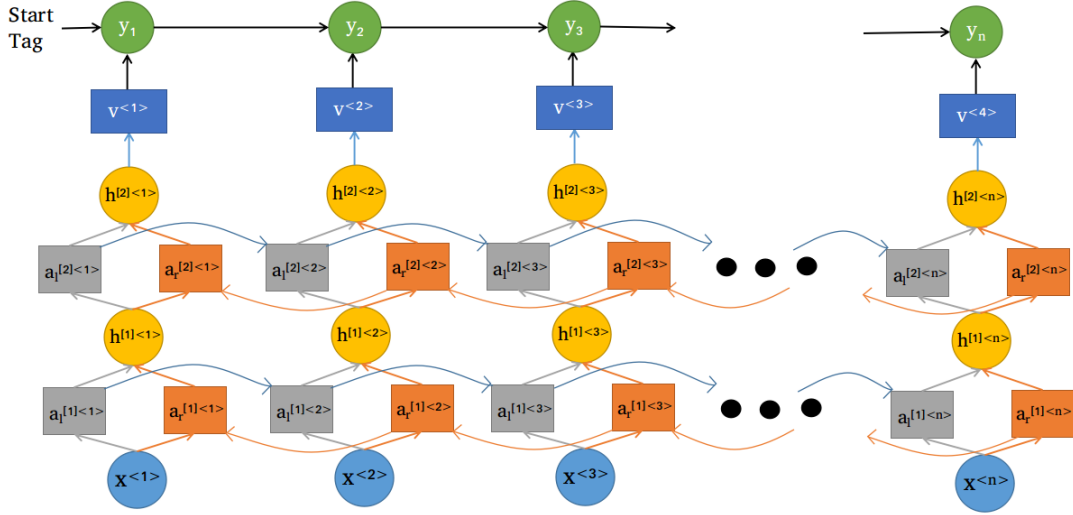 Start
Tag
y₁ y₂ y₃ yₙ
v<1> v<2> v<3> v<4>
h[2]<1> h[2]<2> h[2]<3> h[2]<n>
aₗ[2]<1> aᵣ[2]<1> aₗ[2]<2> aᵣ[2]<2> aₗ[2]<3> aᵣ[2]<3> aₗ[2]<n> aᵣ[2]<n>
h[1]<1> h[1]<2> h[1]<3> h[1]<n>
aₗ[1]<1> aᵣ[1]<1> aₗ[1]<2> aᵣ[1]<2> aₗ[1]<3> aᵣ[1]<3> aₗ[1]<n> aᵣ[1]<n>
x<1> x<2> x<3> x<n>